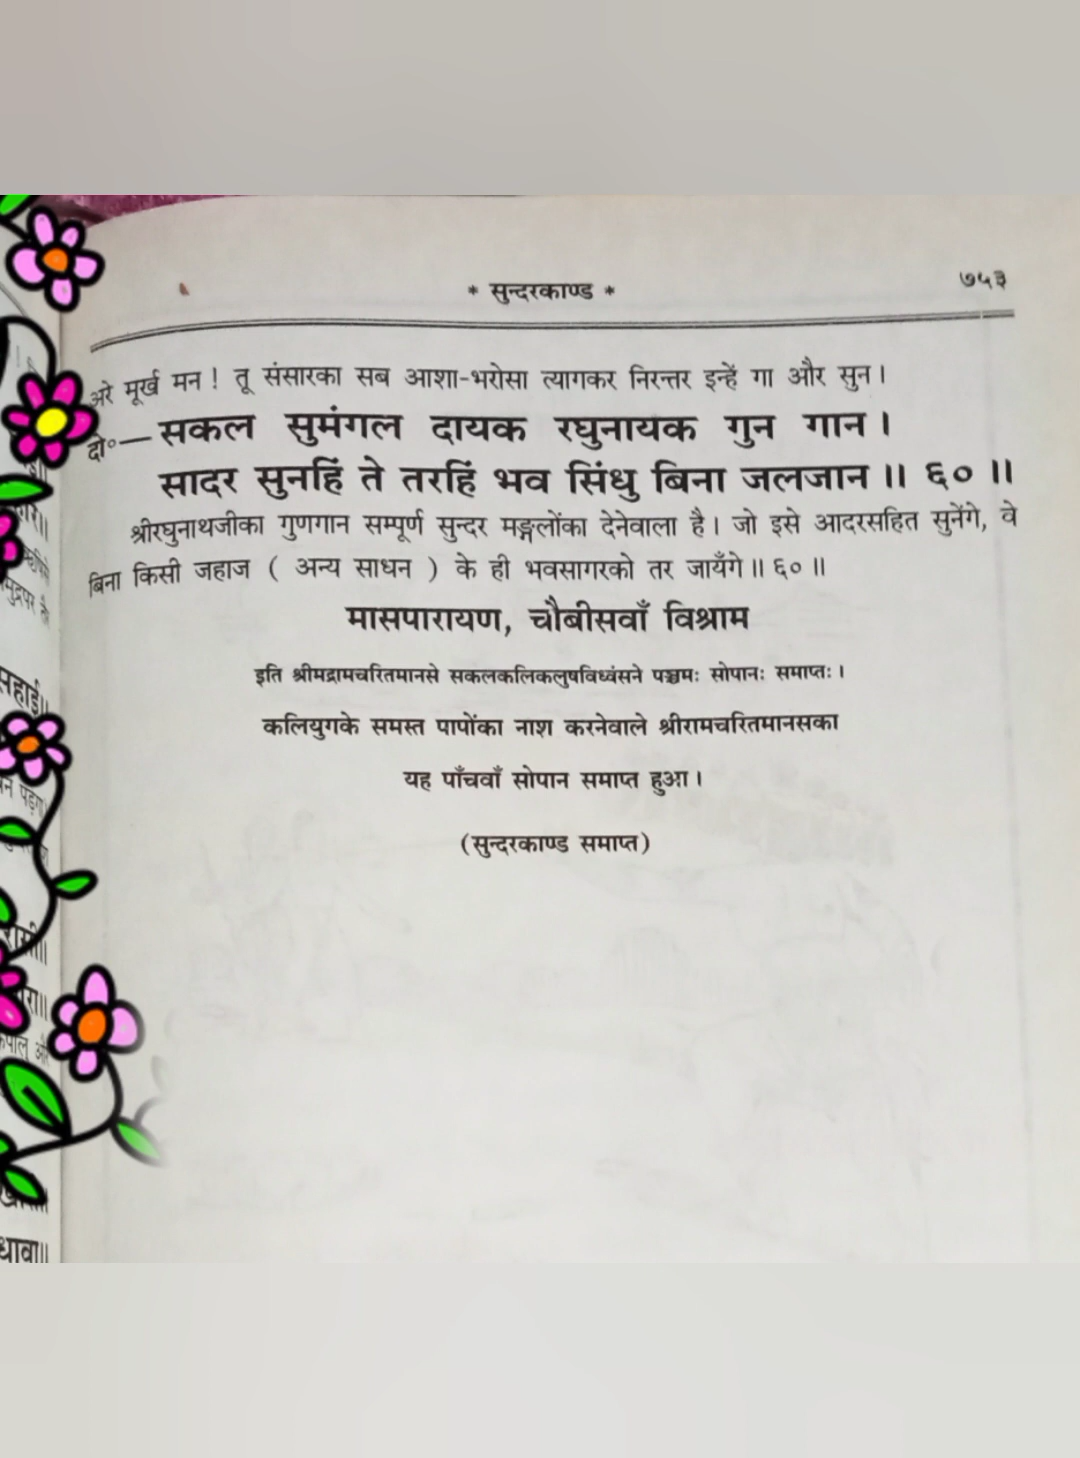 * सुन्दरकाण्ड *
७५३
अरे मूर्ख मन ! तू संसारका सब आशा-भरोसा त्यागकर निरन्तर इन्हें गा और सुन।
दो०— सकल सुमंगल दायक रघुनायक गुन गान।
सादर सुनहिं ते तरहिं भव सिंधु बिना जलजान॥ ६०॥
श्रीरघुनाथजीका गुणगान सम्पूर्ण सुन्दर मङ्गलोंका देनेवाला है। जो इसे आदरसहित सुनेंगे, वे
बिना किसी जहाज ( अन्य साधन ) के ही भवसागरको तर जायँगे॥ ६०॥
मासपारायण, चौबीसवाँ विश्राम
इति श्रीमद्रामचरितमानसे सकलकलिकलुषविध्वंसने पञ्चमः सोपानः समाप्तः।
कलियुगके समस्त पापोंका नाश करनेवाले श्रीरामचरितमानसका
यह पाँचवाँ सोपान समाप्त हुआ।
(सुन्दरकाण्ड समाप्त)